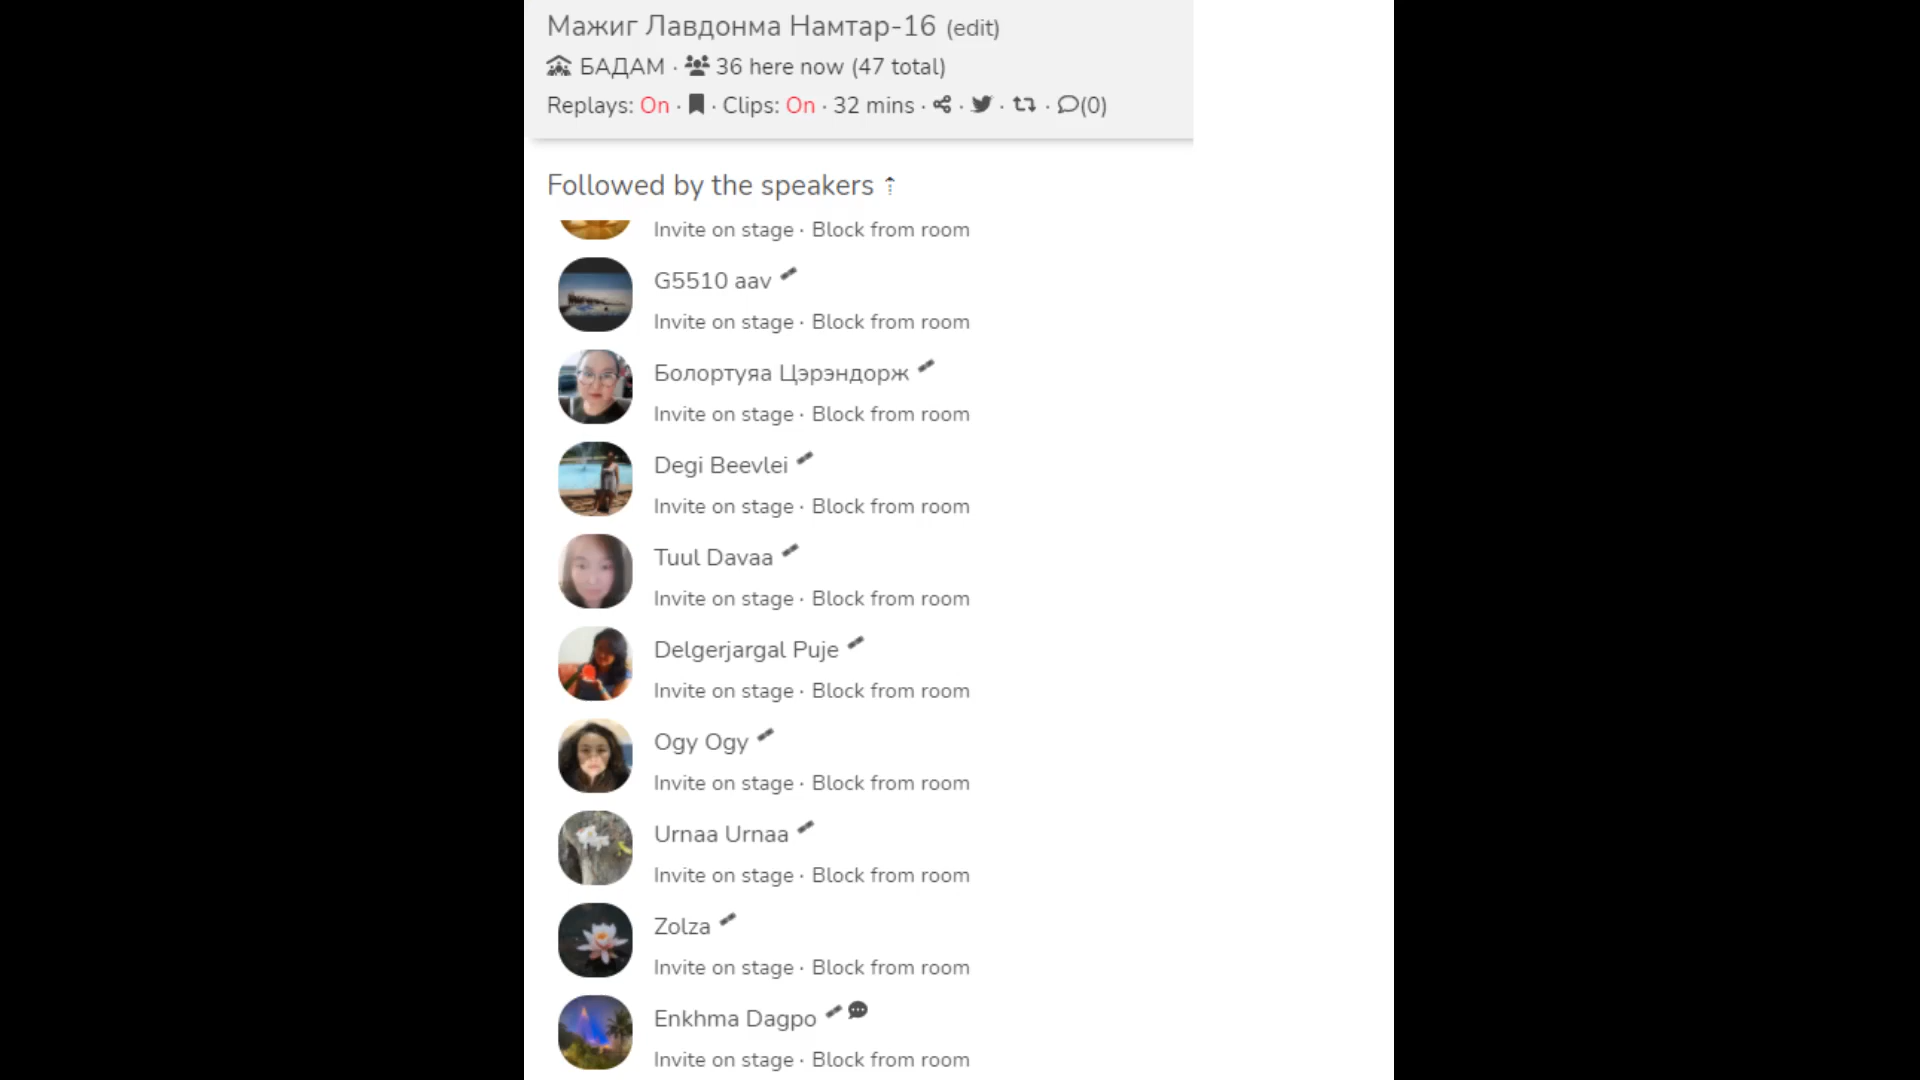 Мажиг Лавдонма Намтар-16 (edit)
БАДАМ · 36 here now (47 total)
Replays: On · Clips: On · 32 mins · · · · (0)
Followed by the speakers
Invite on stage · Block from room
G5510 aav
Invite on stage · Block from room
Болортуяа Цэрэндорж
Invite on stage · Block from room
Degi Beevlei
Invite on stage · Block from room
Tuul Davaa
Invite on stage · Block from room
Delgerjargal Puje
Invite on stage · Block from room
Ogy Ogy
Invite on stage · Block from room
Urnaa Urnaa
Invite on stage · Block from room
Zolza
Invite on stage · Block from room
Enkhma Dagpo
Invite on stage · Block from room